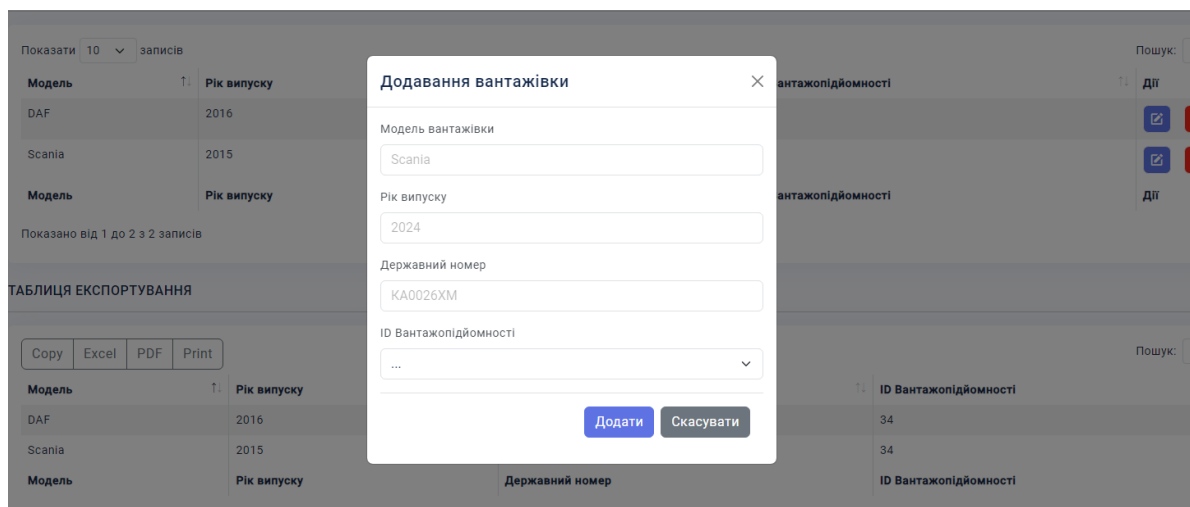 Показати 10 записів
Пошук:
Модель Рік випуску антажопідйомності Дії
DAF 2016
Scania 2015
Модель Рік випуску антажопідйомності Дії
Показано від 1 до 2 з 2 записів
Додавання вантажівки
Модель вантажівки
Scania
Рік випуску
2024
Державний номер
КА0026ХМ
ID Вантажопідйомності
...
Додати Скасувати
ТАБЛИЦЯ ЕКСПОРТУВАННЯ
Copy Excel PDF Print
Пошук:
Модель Рік випуску ID Вантажопідйомності
DAF 2016 34
Scania 2015 34
Модель Рік випуску Державний номер ID Вантажопідйомності